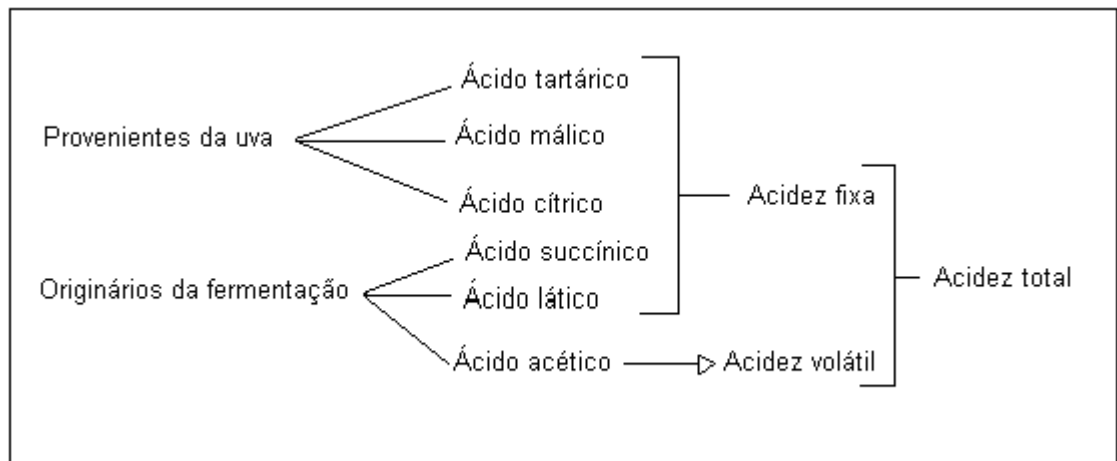 Ácido tartárico
Provenientes da uva
Ácido málico
Ácido cítrico
Acidez fixa
Ácido succínico
Originários da fermentação
Ácido lático
Acidez total
Ácido acético
Acidez volátil